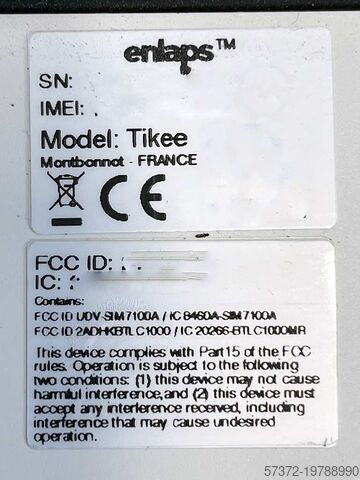 enlaps™
SN:
IMEI:
Model: Tikee
Montbonnot - FRANCE
CE
FCC ID:
IC:
Contains:
FCC ID UDV-SIM7100A / IC 8460A-SIM7100A
FCC ID 2ADHKBTLC1000 / IC 20266-BTLC1000MR
This device complies with Part15 of the FCC
rules. Operation is subject to the following
two conditions: (1) this device may not cause
harmful interference,and (2) this device must
accept any interference received, including
interference that may cause undesired
operation.
57372-19788990